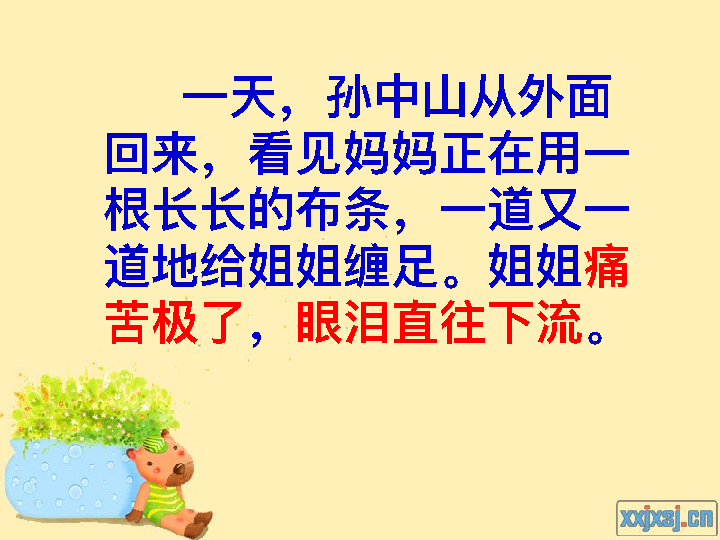 一天，孙中山从外面
回来，看见妈妈正在用一
根长长的布条，一道又一
道地给姐姐缠足。姐姐痛
苦极了，眼泪直往下流。
xxjxsj.cn